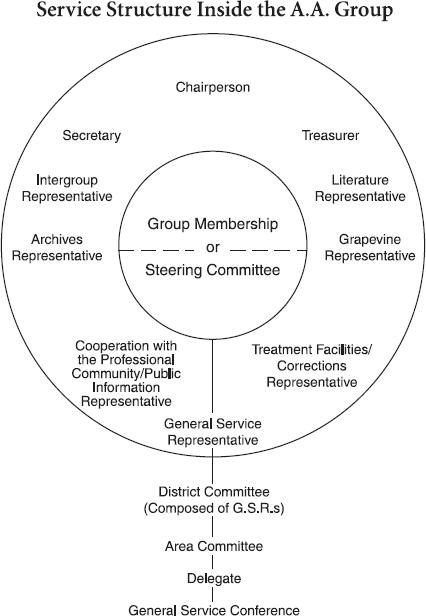 Service Structure Inside the A.A. Group
Chairperson
Secretary
Treasurer
Intergroup
Representative
Literature
Representative
Group Membership
or
Steering Committee
Archives
Representative
Grapevine
Representative
Cooperation with
the Professional
Community/Public
Information
Representative
Treatment Facilities/
Corrections
Representative
General Service
Representative
District Committee
(Composed of G.S.R.s)
Area Committee
Delegate
General Service Conference